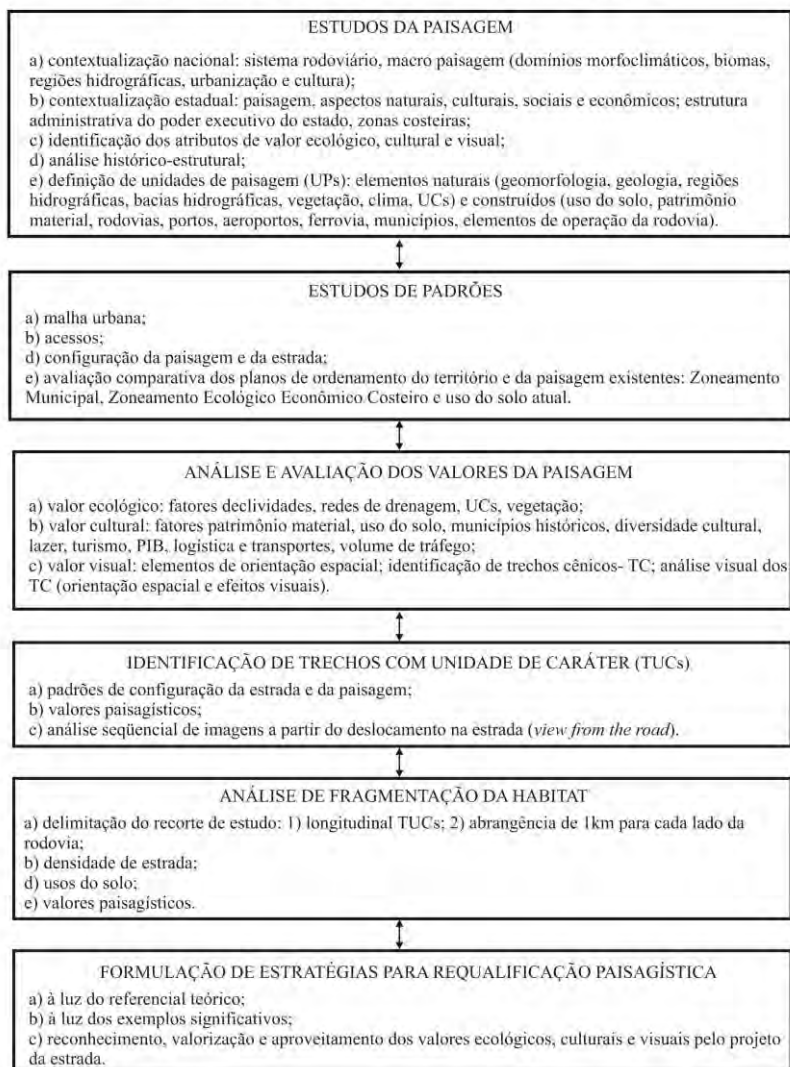 ESTUDOS DA PAISAGEM
a) contextualização nacional: sistema rodoviário, macro paisagem (domínios morfoclimáticos, biomas,
regiões hidrográficas, urbanização e cultura);
b) contextualização estadual: paisagem, aspectos naturais, culturais, sociais e econômicos; estrutura
administrativa do poder executivo do estado, zonas costeiras;
c) identificação dos atributos de valor ecológico, cultural e visual;
d) análise histórico-estrutural;
e) definição de unidades de paisagem (UPs): elementos naturais (geomorfologia, geologia, regiões
hidrográficas, bacias hidrográficas, vegetação, clima, UCs) e construídos (uso do solo, patrimônio
material, rodovias, portos, aeroportos, ferrovia, municípios, elementos de operação da rodovia).
ESTUDOS DE PADRÕES
a) malha urbana;
b) acessos;
d) configuração da paisagem e da estrada;
e) avaliação comparativa dos planos de ordenamento do território e da paisagem existentes: Zoneamento
Municipal, Zoneamento Ecológico Econômico Costeiro e uso do solo atual.
ANÁLISE E AVALIAÇÃO DOS VALORES DA PAISAGEM
a) valor ecológico: fatores declividades, redes de drenagem, UCs, vegetação;
b) valor cultural: fatores patrimônio material, uso do solo, municípios históricos, diversidade cultural,
lazer, turismo, PIB, logística e transportes, volume de tráfego;
c) valor visual: elementos de orientação espacial; identificação de trechos cênicos- TC; análise visual dos
TC (orientação espacial e efeitos visuais).
IDENTIFICAÇÃO DE TRECHOS COM UNIDADE DE CARÁTER (TUCs)
a) padrões de configuração da estrada e da paisagem;
b) valores paisagísticos;
c) análise seqüencial de imagens a partir do deslocamento na estrada (view from the road).
ANÁLISE DE FRAGMENTAÇÃO DA HABITAT
a) delimitação do recorte de estudo: 1) longitudinal TUCs; 2) abrangência de 1km para cada lado da
rodovia;
b) densidade de estrada;
d) usos do solo;
e) valores paisagísticos.
FORMULAÇÃO DE ESTRATÉGIAS PARA REQUALIFICAÇÃO PAISAGÍSTICA
a) à luz do referencial teórico;
b) à luz dos exemplos significativos;
c) reconhecimento, valorização e aproveitamento dos valores ecológicos, culturais e visuais pelo projeto
da estrada.